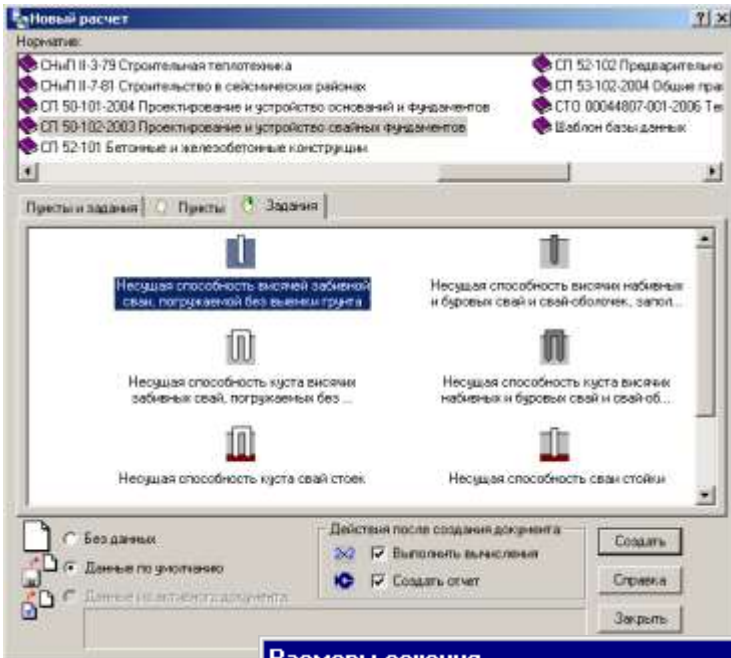 Новый расчет
Норматив:
СНиП II-3-79 Строительная теплотехника
СНиП II-7-81 Строительство в сейсмических районах
СП 50-101-2004 Проектирование и устройство оснований и фундаментов
СП 50-102-2003 Проектирование и устройство свайных фундаментов
СП 52-101 Бетонные и железобетонные конструкции
СП 52-102 Предварительно
СП 53-102-2004 Общие пра
СТО 00044807-001-2006 Те
Шаблон базы данных
Пункты и задания
Пункты
Задания
Несущая способность висячей забивной
сваи, погружаемой без выемки грунта
Несущая способность висячих набивных
и буровых свай и свай-оболочек, запол...
Несущая способность куста висячих
забивных свай, погружаемых без ...
Несущая способность куста висячих
набивных и буровых свай и свай-об...
Несущая способность куста свай стоек
Несущая способность сваи стойки
Без данных
Данные по умолчанию
Данные из активного документа
Действия после создания документа
2x2 Выполнить вычисления
Создать отчет
Создать
Справка
Закрыть
Размеры сечения